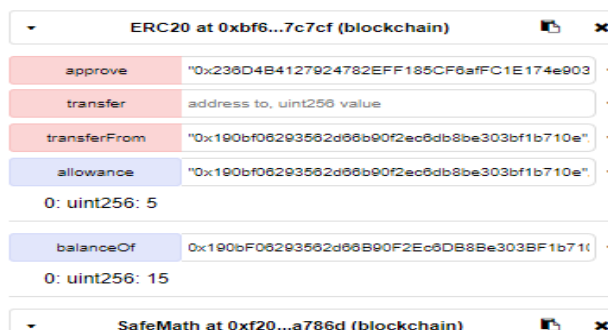 ERC20 at 0xbf6...7c7cf (blockchain)
approve "0x236D4B4127924782EFF185CF6afFC1E174e903
transfer address to, uint256 value
transferFrom "0x190bf06293562d66b90f2ec6db8be303bf1b710e",
allowance "0x190bf06293562d66b90f2ec6db8be303bf1b710e",
0: uint256: 5
balanceOf 0x190bF06293562d66B90F2Ec6DB8Be303BF1b71(
0: uint256: 15
SafeMath at 0xf20...a786d (blockchain)